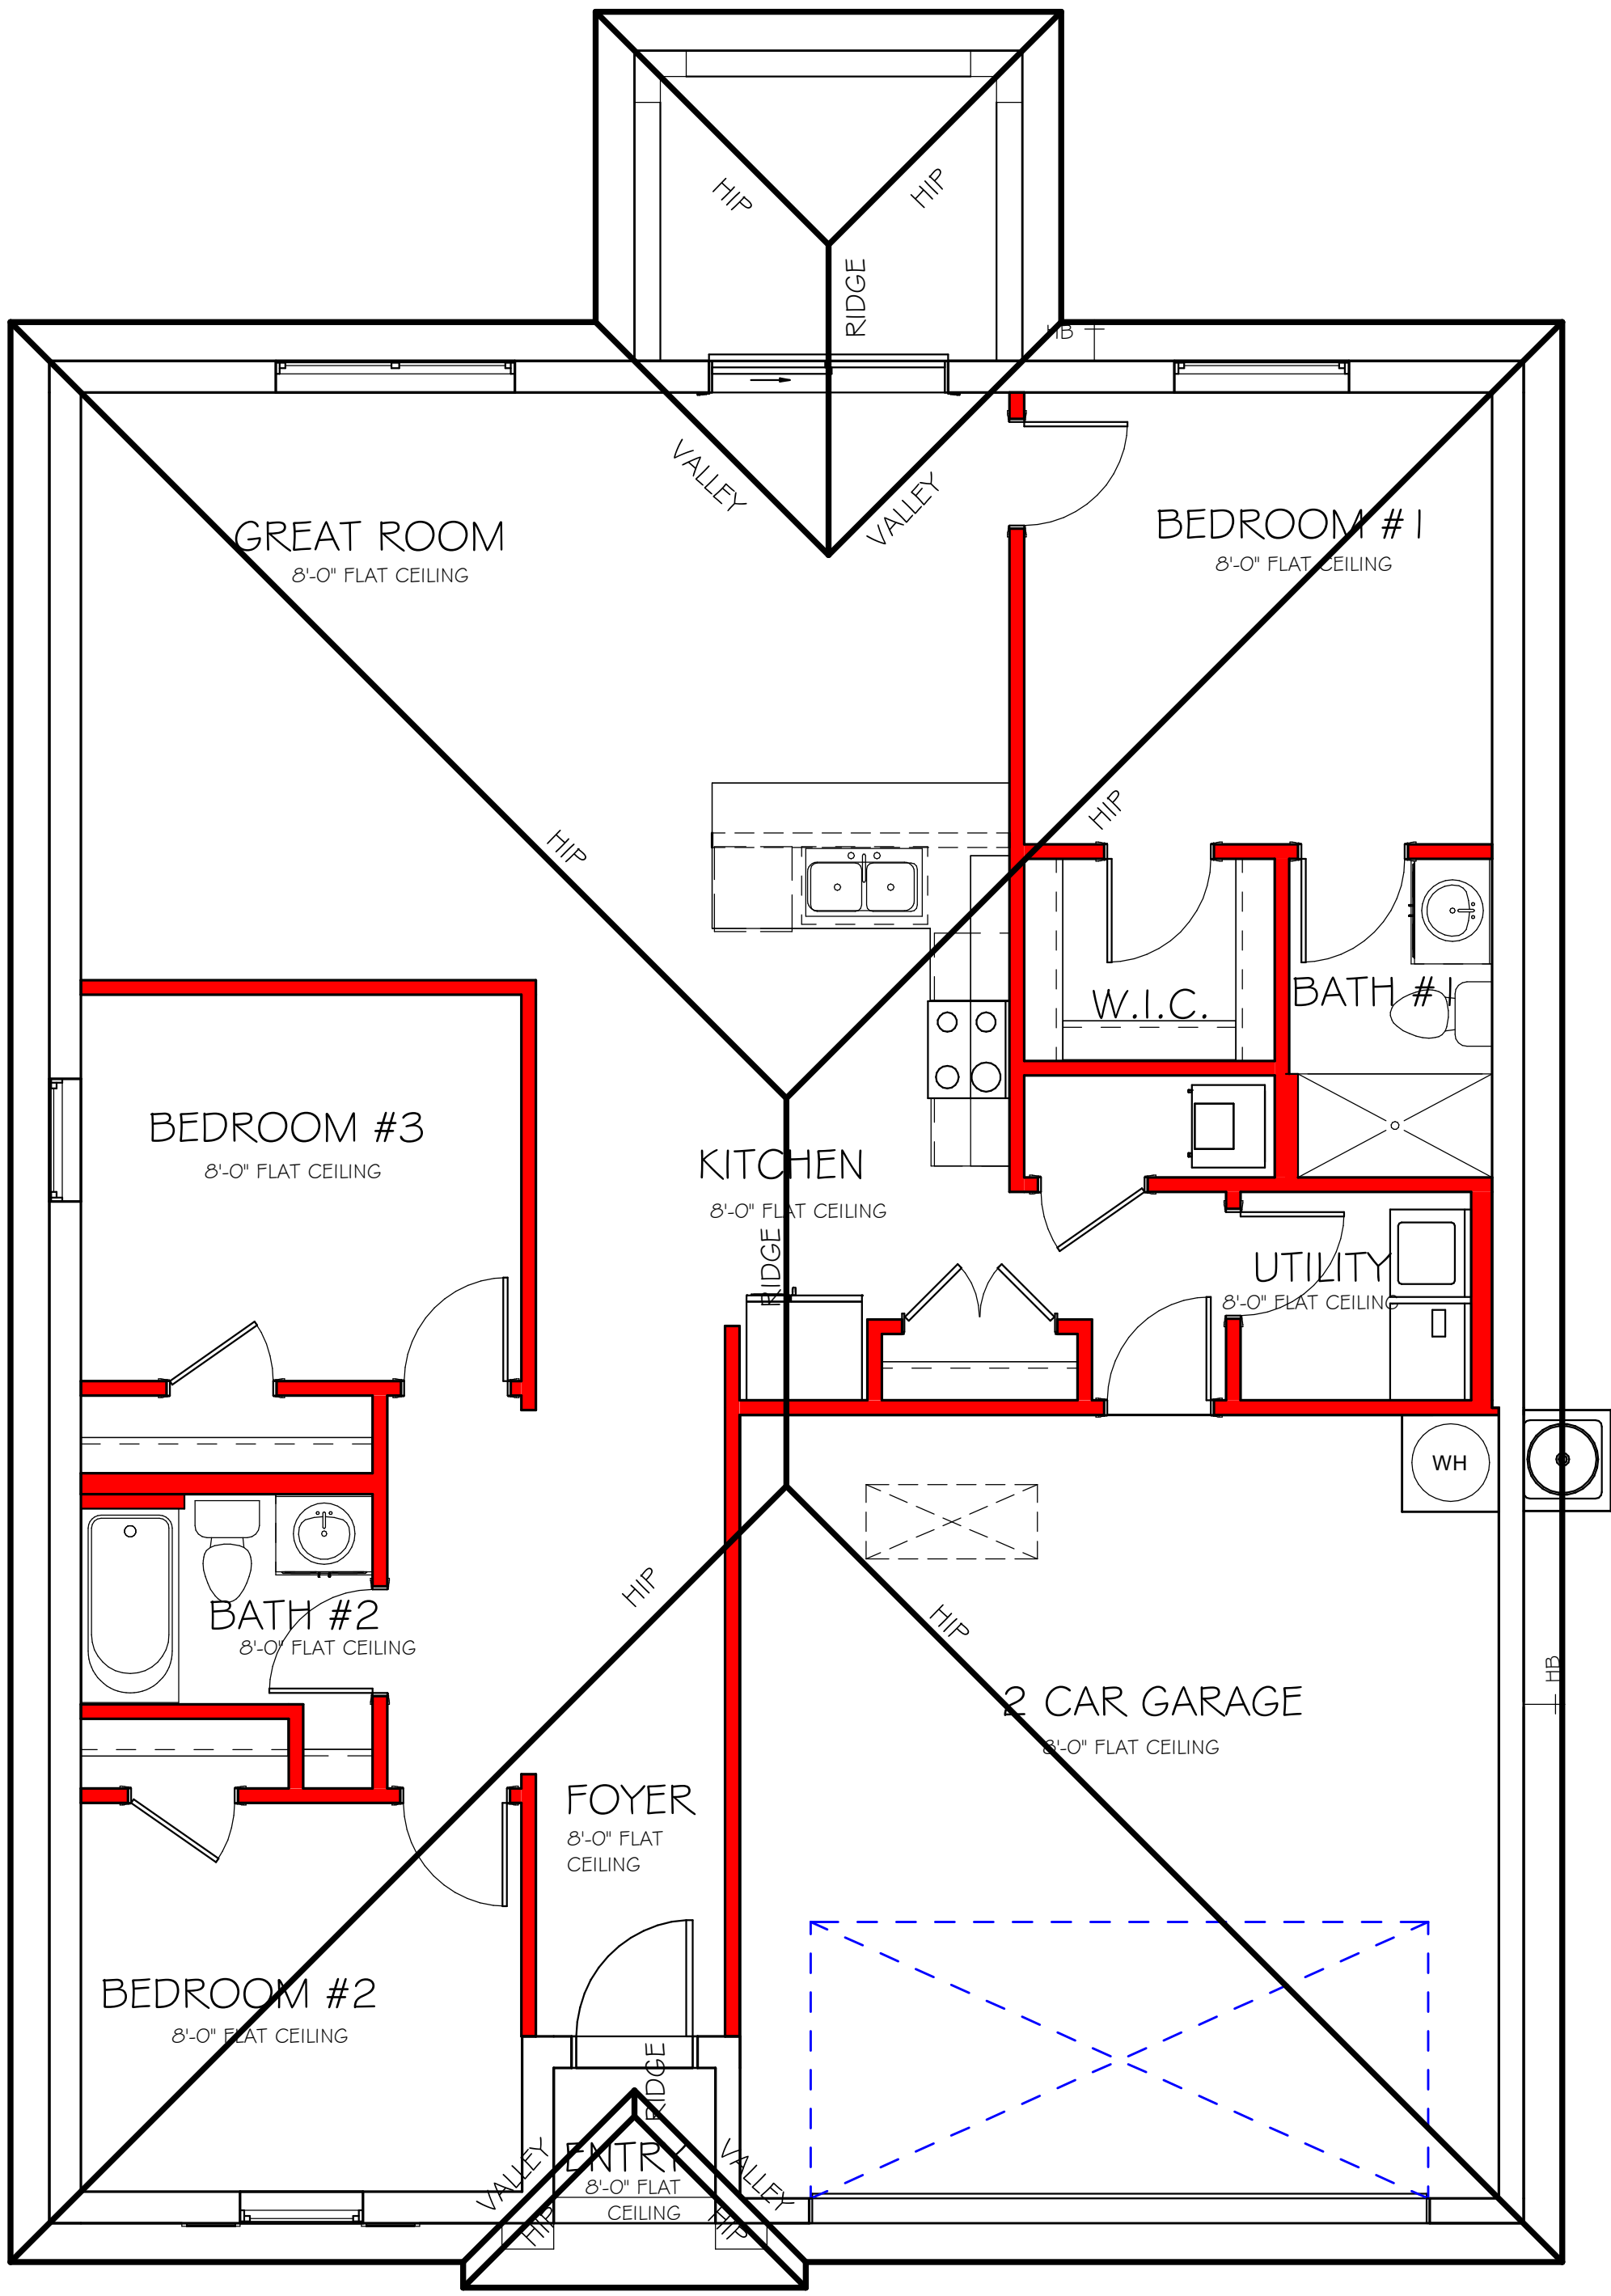 HIP
HIP
RIDGE
HB
VALLEY
VALLEY
GREAT ROOM
8'-0" FLAT CEILING
BEDROOM #1
8'-0" FLAT CEILING
HIP
HIP
W.I.C.
BATH #1
BEDROOM #3
8'-0" FLAT CEILING
KITCHEN
8'-0" FLAT CEILING
RIDGE
UTILITY
8'-0" FLAT CEILING
WH
HIP
HIP
BATH #2
8'-0" FLAT CEILING
HB
2 CAR GARAGE
8'-0" FLAT CEILING
FOYER
8'-0" FLAT
CEILING
BEDROOM #2
8'-0" FLAT CEILING
RIDGE
VALLEY
ENTRY
VALLEY
8'-0" FLAT
CEILING
HIP
HIP